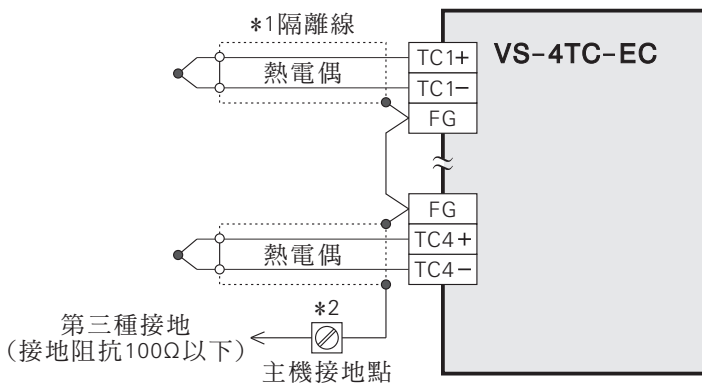 *1隔離線
VS-4TC-EC
TC1+
熱電偶
TC1-
FG
FG
TC4+
熱電偶
TC4-
*2
第三種接地
(接地阻抗100Ω以下)
主機接地點